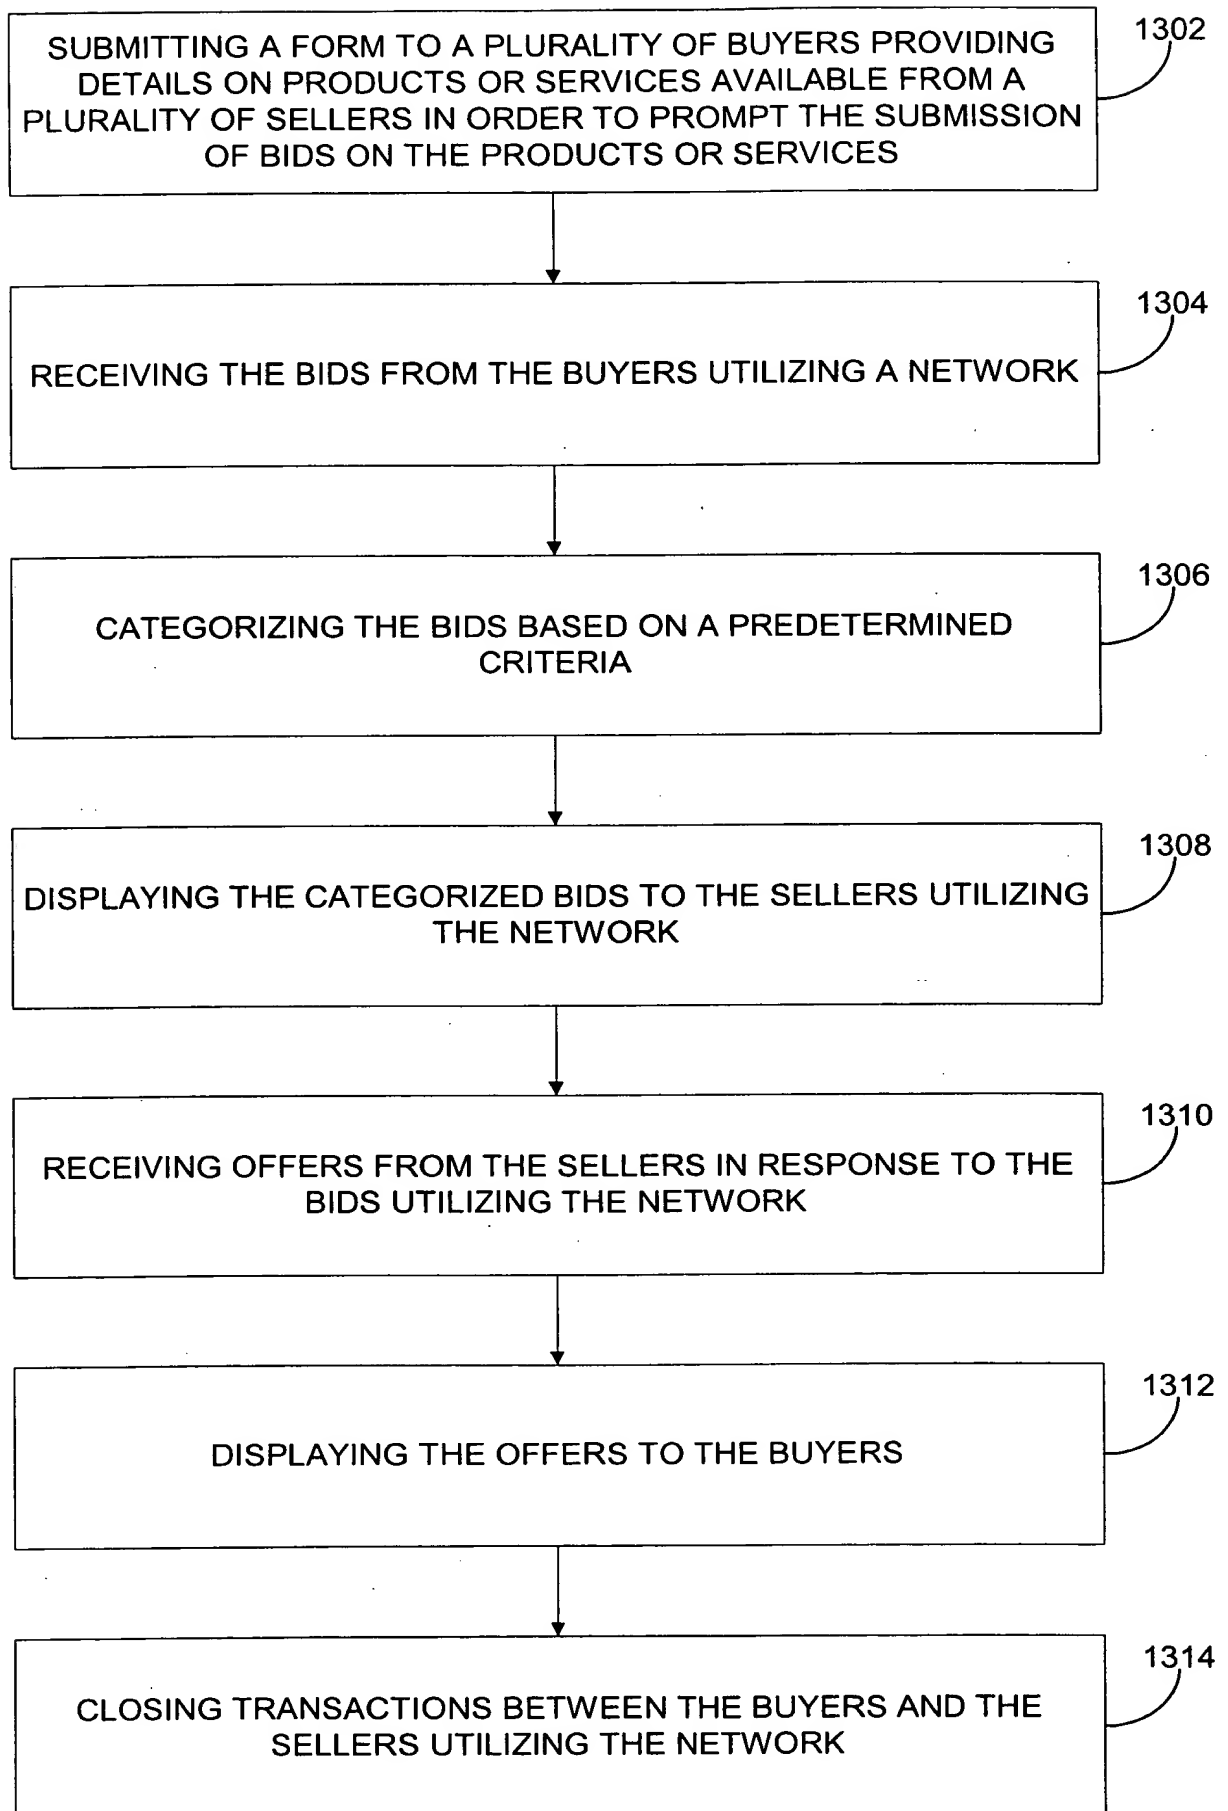 1302
SUBMITTING A FORM TO A PLURALITY OF BUYERS PROVIDING
DETAILS ON PRODUCTS OR SERVICES AVAILABLE FROM A
PLURALITY OF SELLERS IN ORDER TO PROMPT THE SUBMISSION
OF BIDS ON THE PRODUCTS OR SERVICES
1304
RECEIVING THE BIDS FROM THE BUYERS UTILIZING A NETWORK
1306
CATEGORIZING THE BIDS BASED ON A PREDETERMINED
CRITERIA
1308
DISPLAYING THE CATEGORIZED BIDS TO THE SELLERS UTILIZING
THE NETWORK
1310
RECEIVING OFFERS FROM THE SELLERS IN RESPONSE TO THE
BIDS UTILIZING THE NETWORK
1312
DISPLAYING THE OFFERS TO THE BUYERS
1314
CLOSING TRANSACTIONS BETWEEN THE BUYERS AND THE
SELLERS UTILIZING THE NETWORK